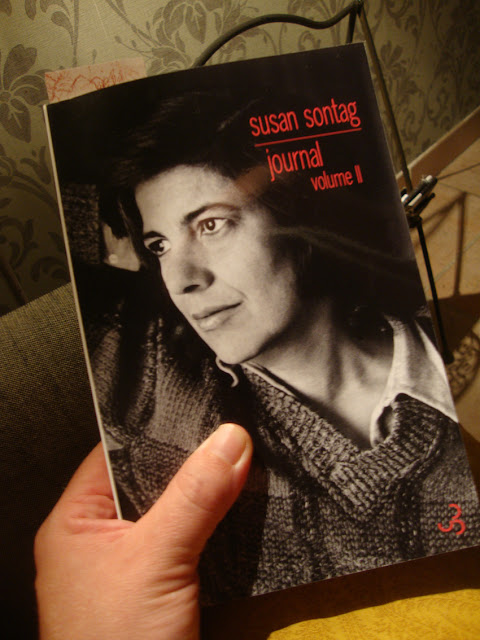 susan sontag
journal
volume II